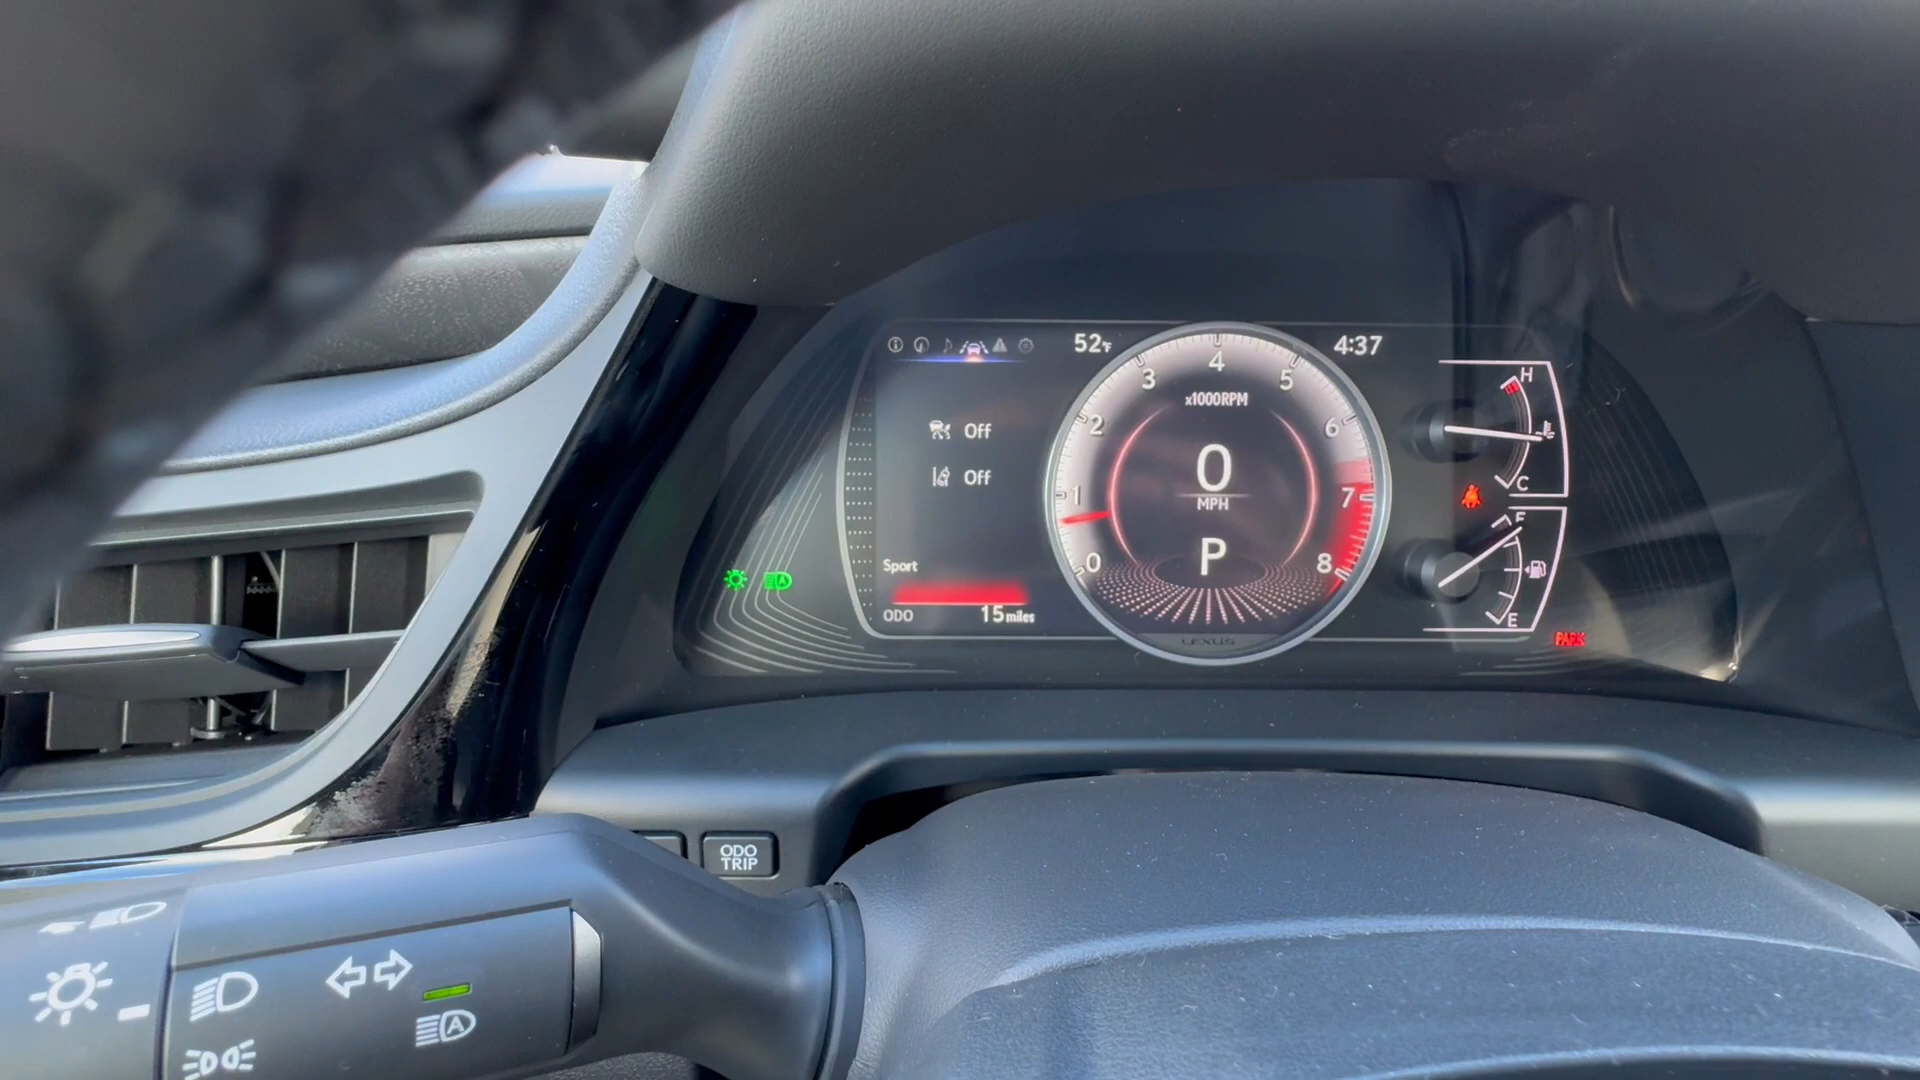 52°F
4:37
Off
Off
Sport
ODO 15 miles
0 1 2 3 4 5 6 7 8
x1000RPM
0
MPH
P
LEXUS
H
C
F
E
PARK
ODO
TRIP
A